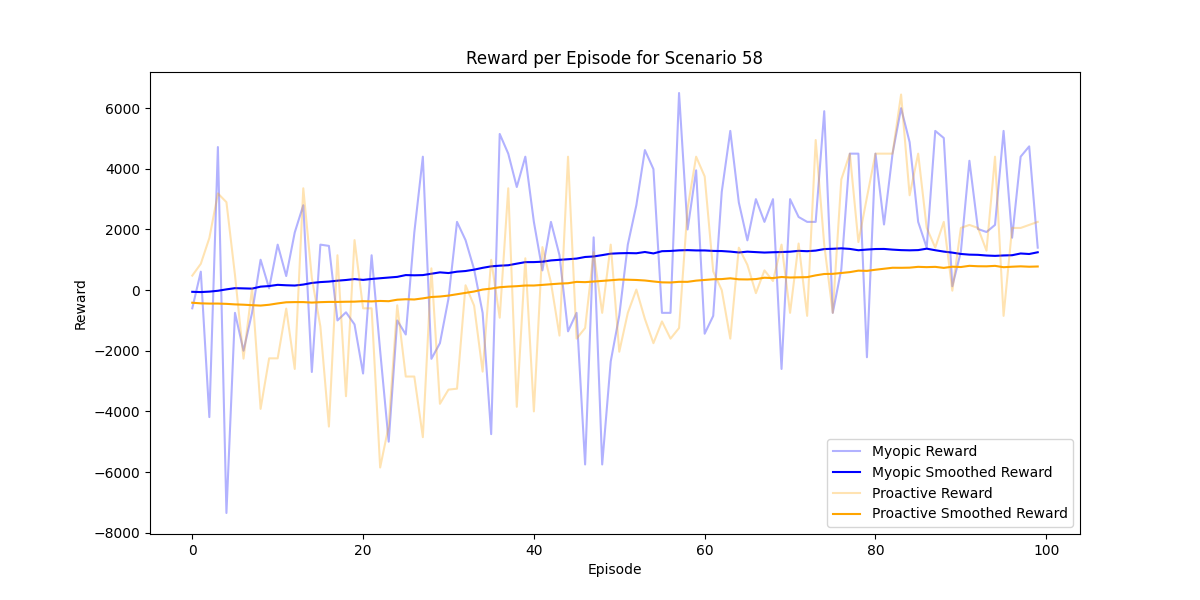 Reward per Episode for Scenario 58
Reward
6000
4000
2000
0
−2000
−4000
−6000
−8000
0 20 40 60 80 100
Episode
Myopic Reward
Myopic Smoothed Reward
Proactive Reward
Proactive Smoothed Reward